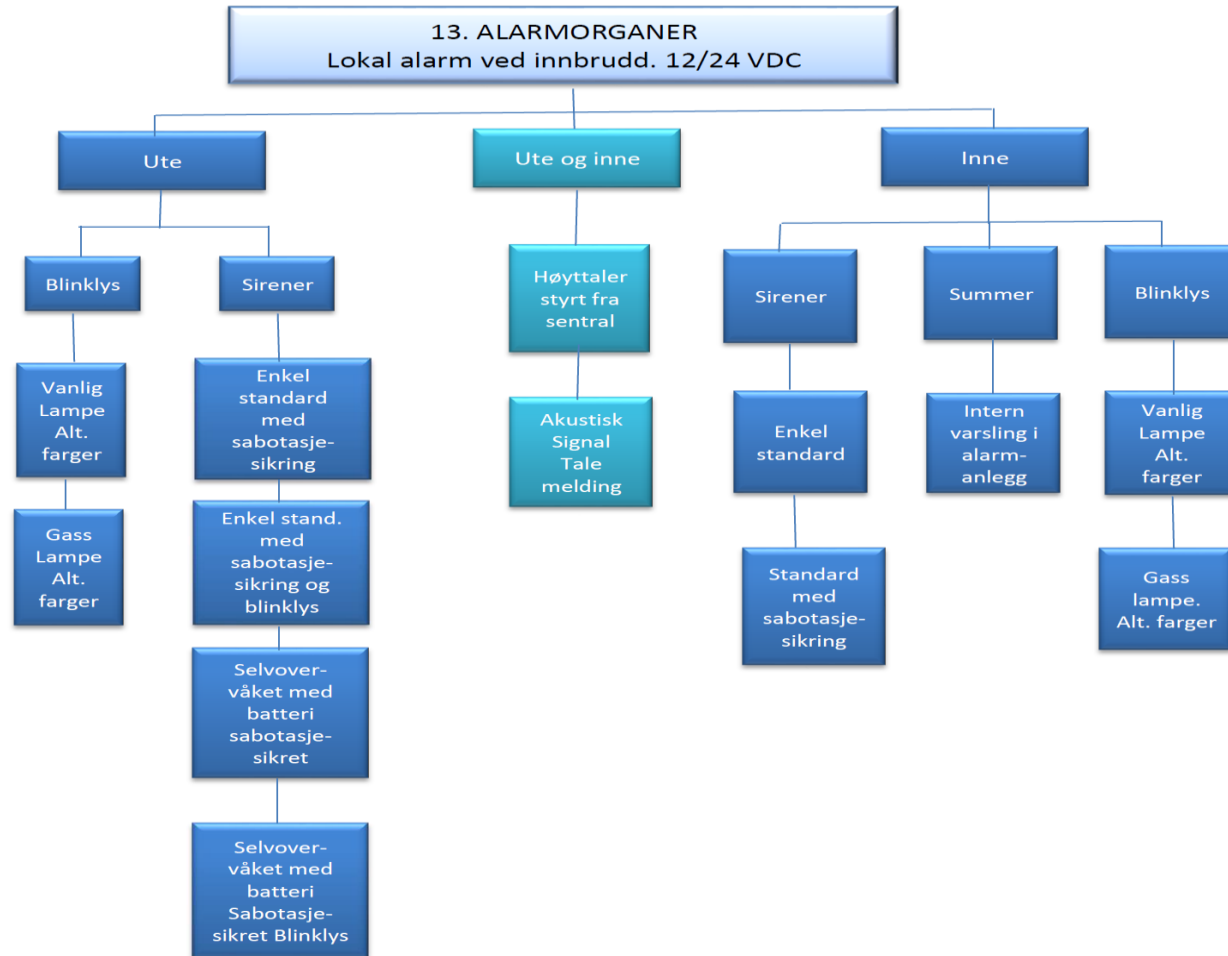 13. ALARMORGANER
Lokal alarm ved innbrudd. 12/24 VDC
Ute
Ute og inne
Inne
Blinklys
Sirener
Høyttaler
styrt fra
sentral
Sirener
Summer
Blinklys
Vanlig
Lampe
Alt.
farger
Enkel
standard
med
sabotasje-
sikring
Akustisk
Signal
Tale
melding
Enkel
standard
Intern
varsling i
alarm-
anlegg
Vanlig
Lampe
Alt.
farger
Gass
Lampe
Alt.
farger
Enkel stand.
med
sabotasje-
sikring og
blinklys
Standard
med
sabotasje-
sikring
Gass
lampe.
Alt. farger
Selvover-
våket med
batteri
sabotasje-
sikret
Selvover-
våket med
batteri
Sabotasje-
sikret Blinklys